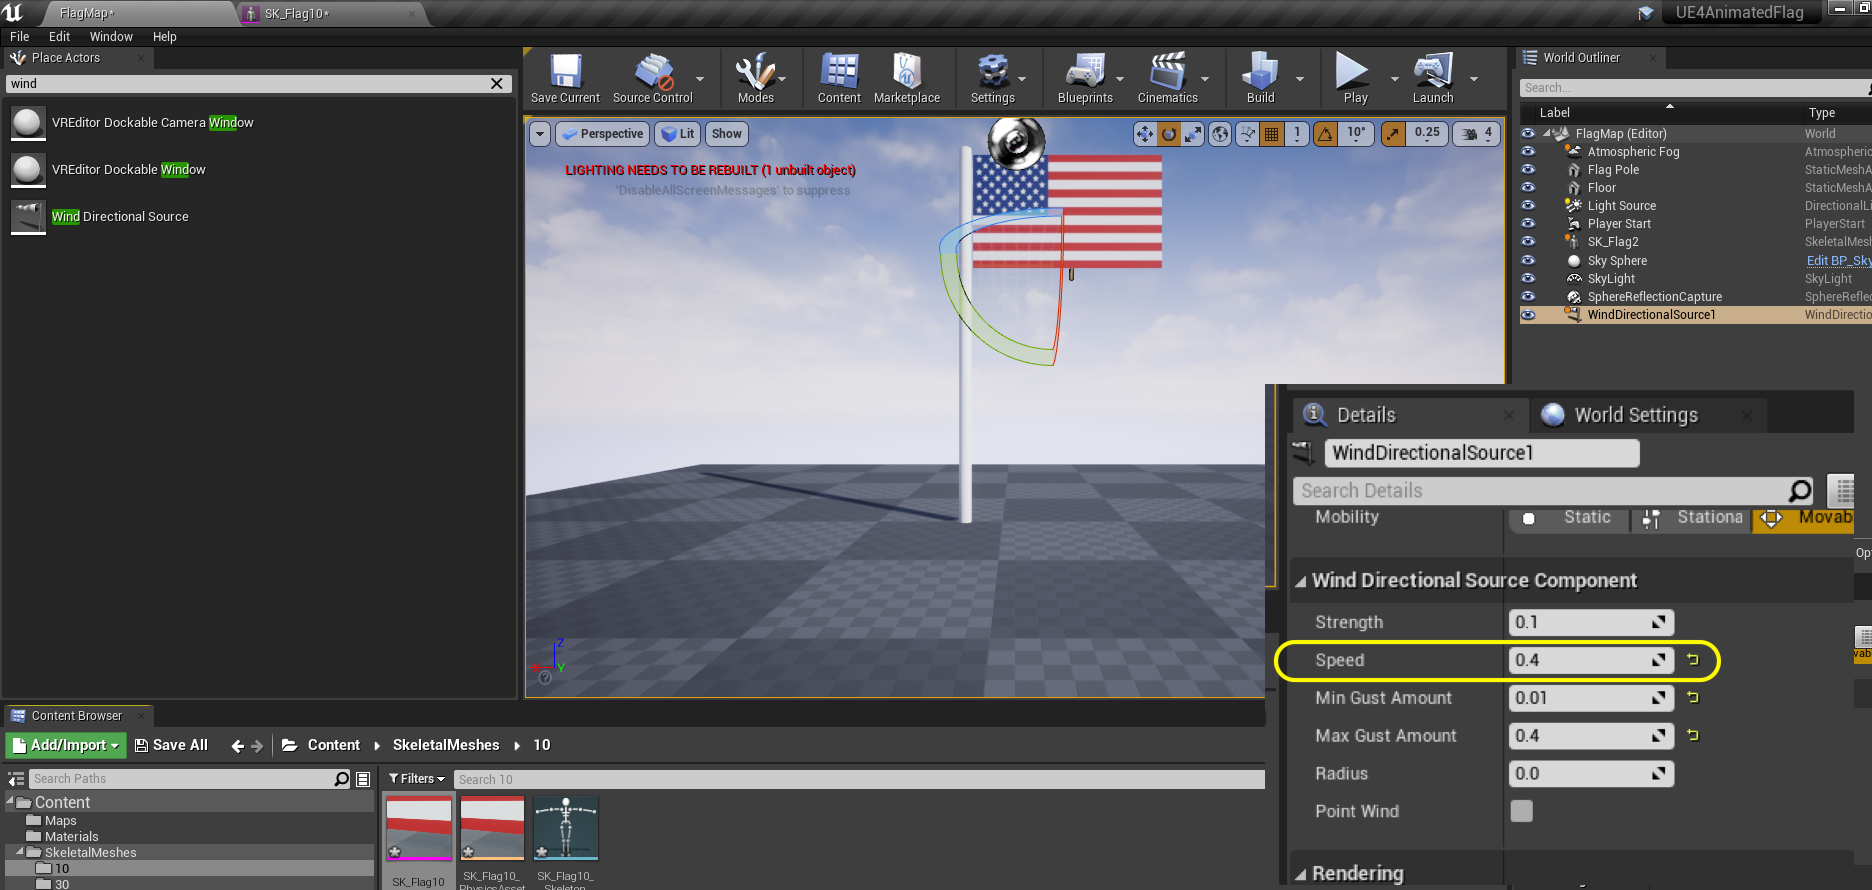 FlagMap*
SK_Flag10*
UE4AnimatedFlag
File Edit Window Help
Place Actors
wind
VREditor Dockable Camera Window
VREditor Dockable Window
Wind Directional Source
Save Current
Source Control
Modes
Content
Marketplace
Settings
Blueprints
Cinematics
Build
Play
Launch
Perspective
Lit
Show
1
10°
0.25
4
LIGHTING NEEDS TO BE REBUILT (1 unbuilt object)
'DisableAllScreenMessages' to suppress
Z
X
Y
World Outliner
Search...
Label Type
FlagMap (Editor) World
Atmospheric Fog Atmospheric
Flag Pole StaticMeshA
Floor StaticMeshA
Light Source DirectionalLi
Player Start PlayerStart
SK_Flag2 SkeletalMesh
Sky Sphere Edit BP_Sky
SkyLight SkyLight
SphereReflectionCapture SphereReflec
WindDirectionalSource1 WindDirectio
Details
World Settings
WindDirectionalSource1
Search Details
Mobility Static Stationa Movab
Wind Directional Source Component
Strength 0.1
Speed 0.4
Min Gust Amount 0.01
Max Gust Amount 0.4
Radius 0.0
Point Wind
Rendering
Opt
vab
Content Browser
Add/Import
Save All
Content
SkeletalMeshes
10
Search Paths
Filters
Search 10
Content
Maps
Materials
SkeletalMeshes
10
30
SK_Flag10
SK_Flag10_
PhysicsAsset
SK_Flag10_
Skeleton